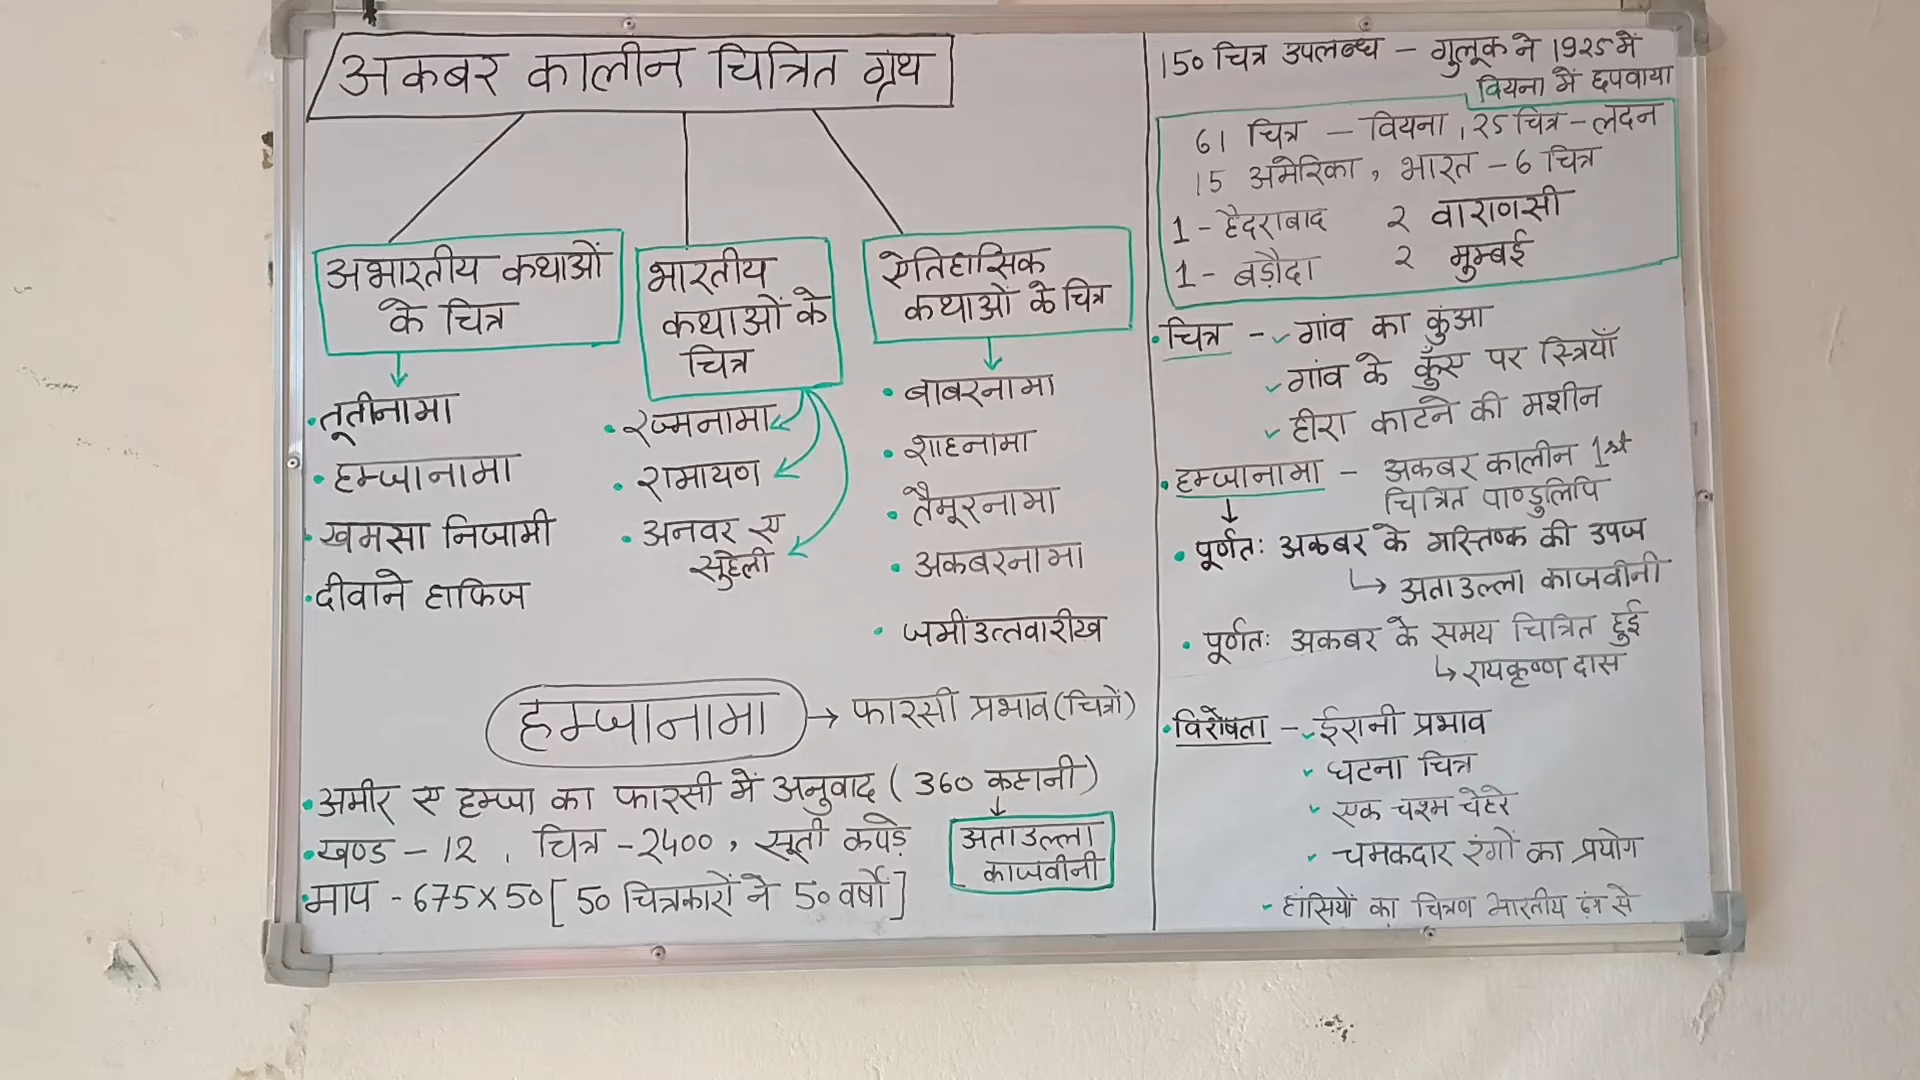 अकबर कालीन चित्रित ग्रंथ
अभारतीय कथाओं
के चित्र
• तूतीनामा
• हम्जानामा
• खमसा निजामी
• दीवाने हाफिज
भारतीय
कथाओं के
चित्र
• रज्मनामा
• रामायण
• अनवर ए
सुहेली
ऐतिहासिक
कथाओं के चित्र
• बाबरनामा
• शाहनामा
• तैमूरनामा
• अकबरनामा
• जमींउत्तवारीख
हम्जानामा → फारसी प्रभाव (चित्रों)
• अमीर ए हम्जा का फारसी में अनुवाद (360 कहानी)
• खण्ड – 12, चित्र – 2400, सूती कपड़े
अताउल्ला
काजवीनी
• माप - 675 x 50 [50 चित्रकारों ने 50 वर्षों]
150 चित्र उपलब्ध – गुलूक ने 1925 में
वियना में छपवाया
61 चित्र – वियना, 25 चित्र – लंदन
15 अमेरिका, भारत – 6 चित्र
1 - हैदराबाद 2 वाराणसी
1 - बड़ौदा 2 मुम्बई
• चित्र – ✓ गांव का कुंआ
✓ गांव के कुँए पर स्त्रियाँ
✓ हीरा काटने की मशीन
• हम्जानामा – अकबर कालीन 1st
चित्रित पाण्डुलिपि
• पूर्णतः अकबर के मस्तिष्क की उपज
↳ अताउल्ला काजवीनी
• पूर्णतः अकबर के समय चित्रित हुई
↳ रायकृष्ण दास
• विशेषता – ✓ ईरानी प्रभाव
✓ घटना चित्र
✓ एक चश्म चेहरे
✓ चमकदार रंगों का प्रयोग
✓ हांसियों का चित्रण भारतीय ढंग से